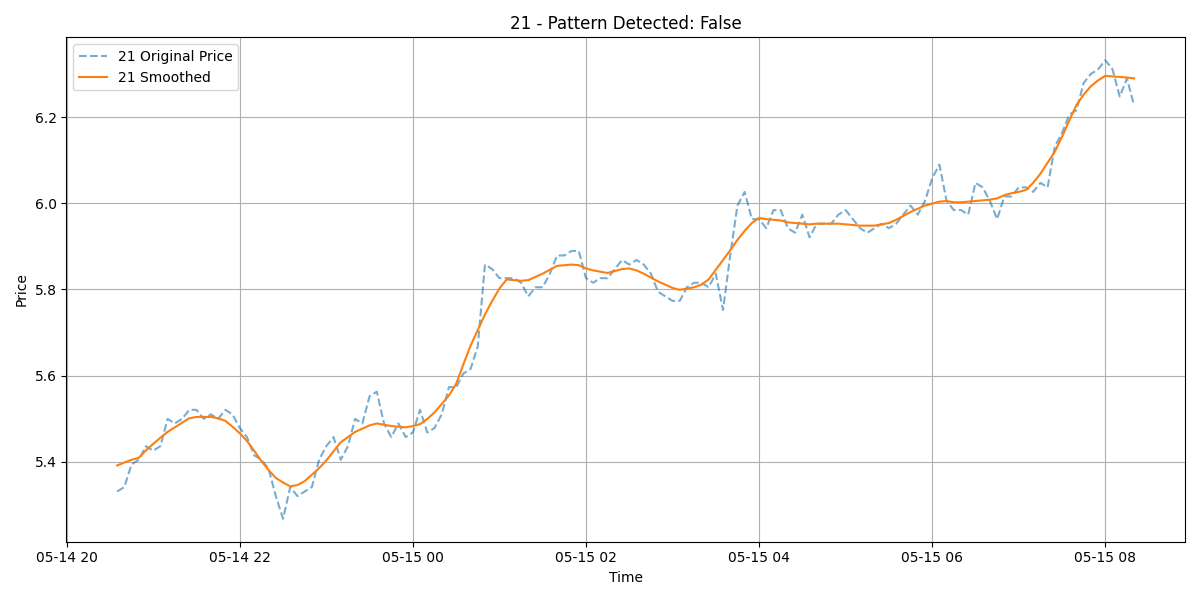 21 - Pattern Detected: False
21 Original Price
21 Smoothed
Price
6.2
6.0
5.8
5.6
5.4
05-14 20
05-14 22
05-15 00
05-15 02
05-15 04
05-15 06
05-15 08
Time